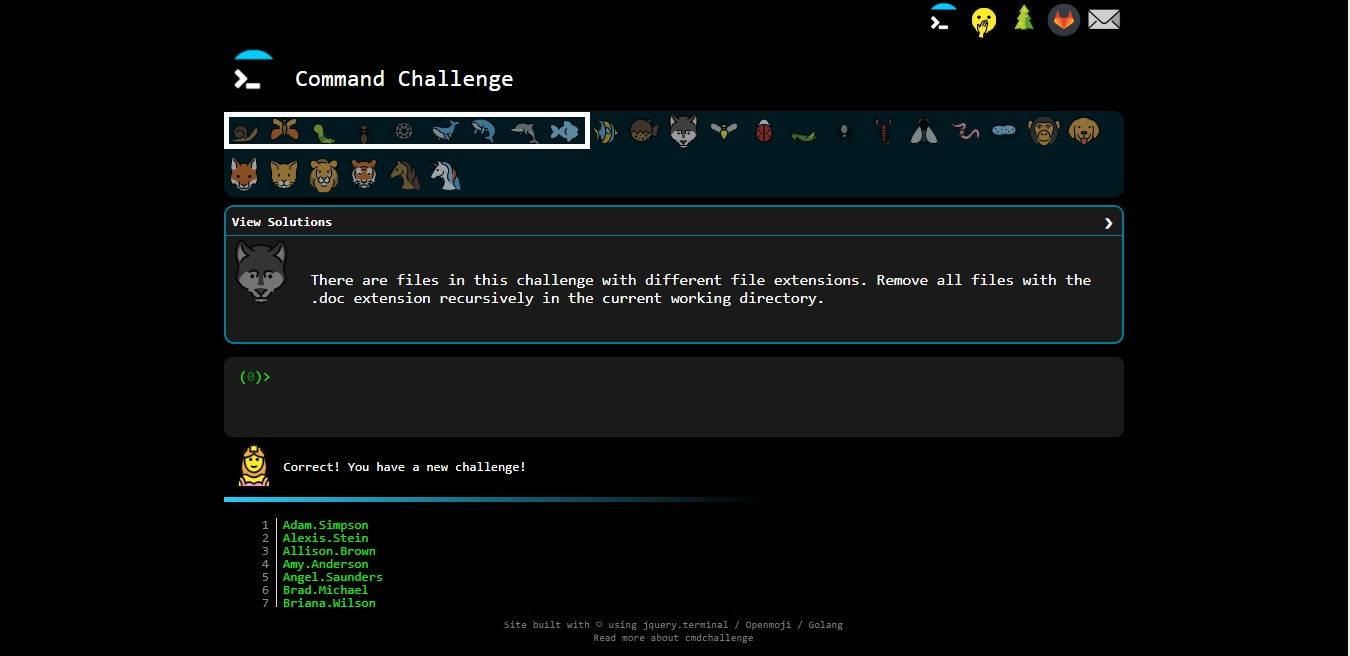 Command Challenge
View Solutions
There are files in this challenge with different file extensions. Remove all files with the
.doc extension recursively in the current working directory.
(0)>
Correct! You have a new challenge!
1 Adam.Simpson
2 Alexis.Stein
3 Allison.Brown
4 Amy.Anderson
5 Angel.Saunders
6 Brad.Michael
7 Briana.Wilson
Site built with ♡ using jquery.terminal / Openmoji / Golang
Read more about cmdchallenge